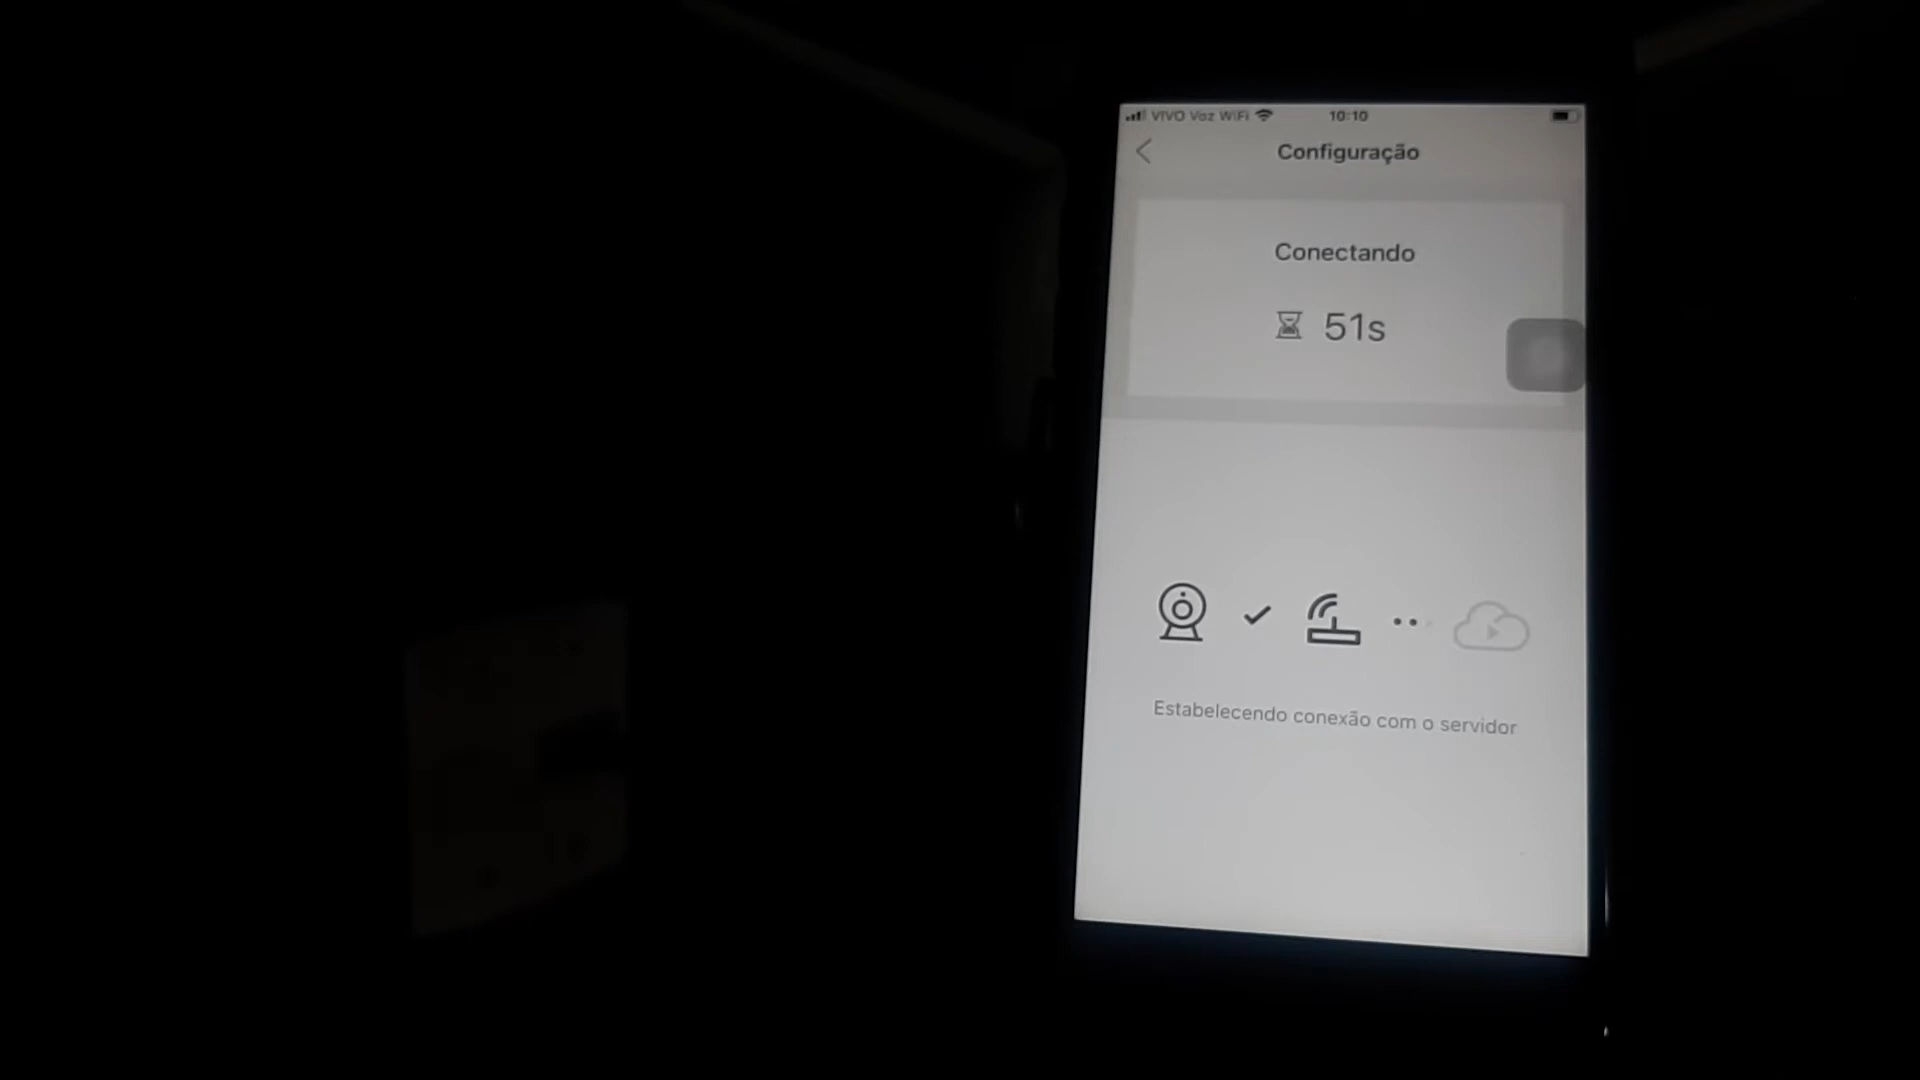 VIVO Voz WiFi 10:10
Configuração
Conectando
51s
Estabelecendo conexão com o servidor